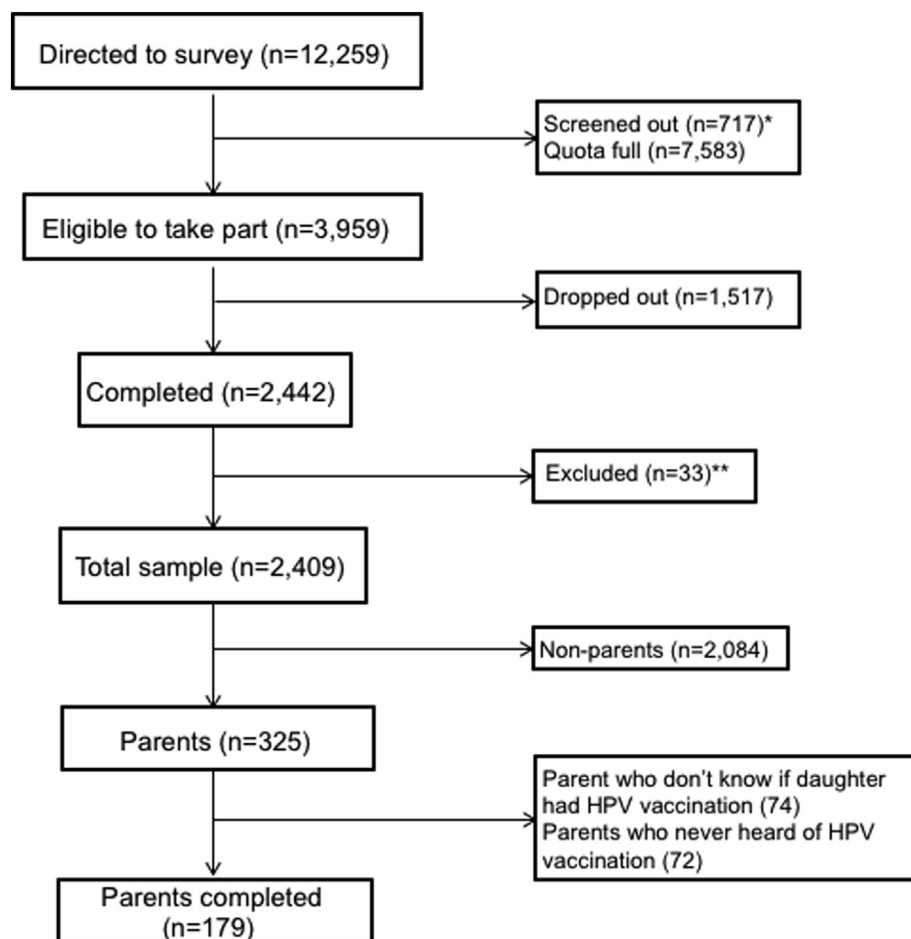 Directed to survey (n=12,259)
Screened out (n=717)*
Quota full (n=7,583)
Eligible to take part (n=3,959)
Dropped out (n=1,517)
Completed (n=2,442)
Excluded (n=33)**
Total sample (n=2,409)
Non-parents (n=2,084)
Parents (n=325)
Parent who don’t know if daughter
had HPV vaccination (74)
Parents who never heard of HPV
vaccination (72)
Parents completed
(n=179)